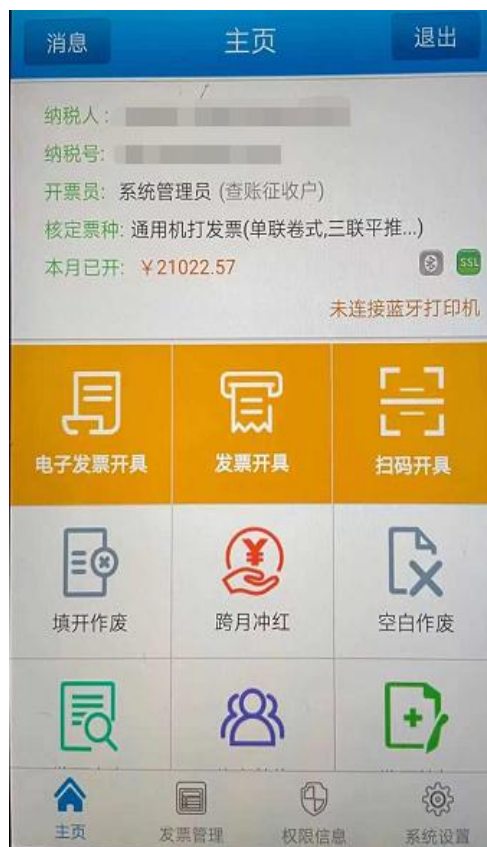 消息
主页
退出
纳税人:
纳税号:
开票员: 系统管理员 (查账征收户)
核定票种: 通用机打发票(单联卷式,三联平推...)
本月已开: ￥21022.57
SSL
未连接蓝牙打印机
电子发票开具
发票开具
扫码开具
填开作废
跨月冲红
空白作废
主页
发票管理
权限信息
系统设置